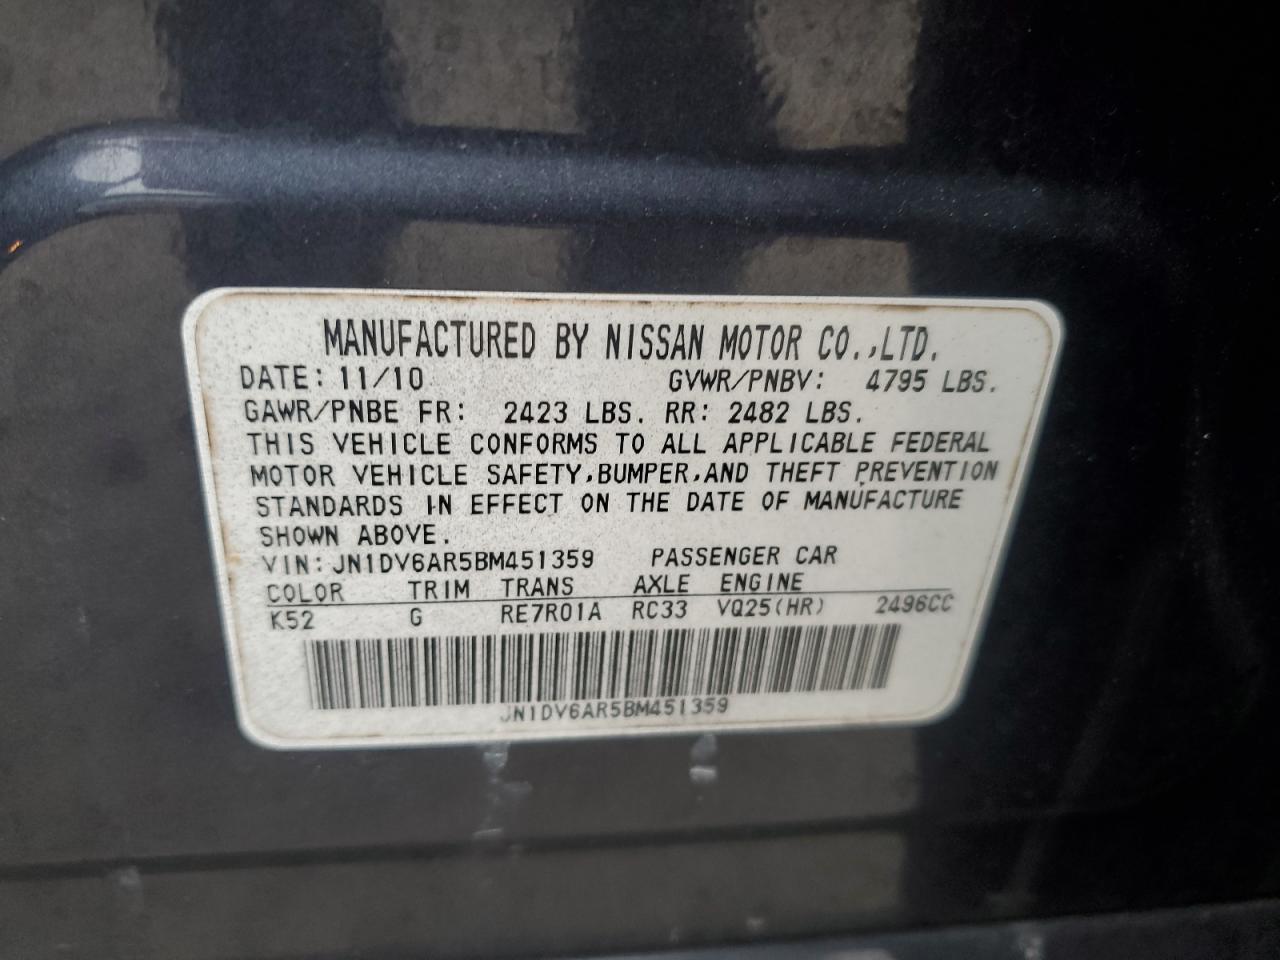 MANUFACTURED BY NISSAN MOTOR CO.,LTD.
DATE: 11/10 GVWR/PNBV: 4795 LBS.
GAWR/PNBE FR: 2423 LBS. RR: 2482 LBS.
THIS VEHICLE CONFORMS TO ALL APPLICABLE FEDERAL
MOTOR VEHICLE SAFETY,BUMPER,AND THEFT PREVENTION
STANDARDS IN EFFECT ON THE DATE OF MANUFACTURE
SHOWN ABOVE.
VIN: JN1DV6AR5BM451359 PASSENGER CAR
COLOR TRIM TRANS AXLE ENGINE
K52 G RE7R01A RC33 VQ25(HR) 2496CC
JN1DV6AR5BM451359